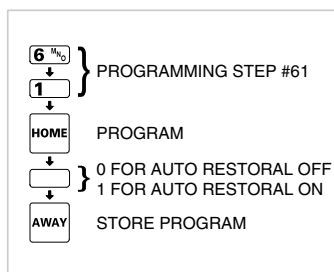 6 MNO
PROGRAMMING STEP #61
1
HOME PROGRAM
0 FOR AUTO RESTORAL OFF
1 FOR AUTO RESTORAL ON
AWAY STORE PROGRAM